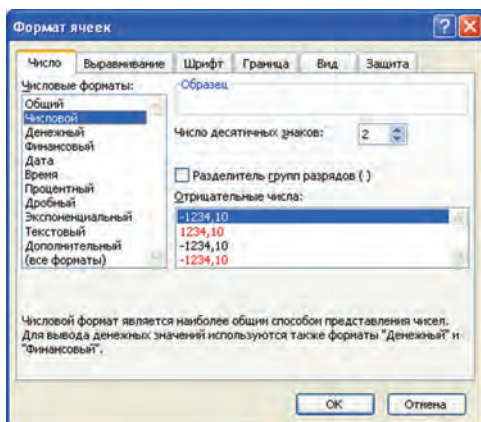 Формат ячеек
Число Выравнивание Шрифт Граница Вид Защита
Числовые форматы:
Общий
Числовой
Денежный
Финансовый
Дата
Время
Процентный
Дробный
Экспоненциальный
Текстовый
Дополнительный
(все форматы)
Образец
Число десятичных знаков: 2
Разделитель групп разрядов ( )
Отрицательные числа:
-1234,10
1234,10
-1234,10
-1234,10
Числовой формат является наиболее общим способом представления чисел.
Для вывода денежных значений используются также форматы "Денежный" и
"Финансовый".
ОК Отмена